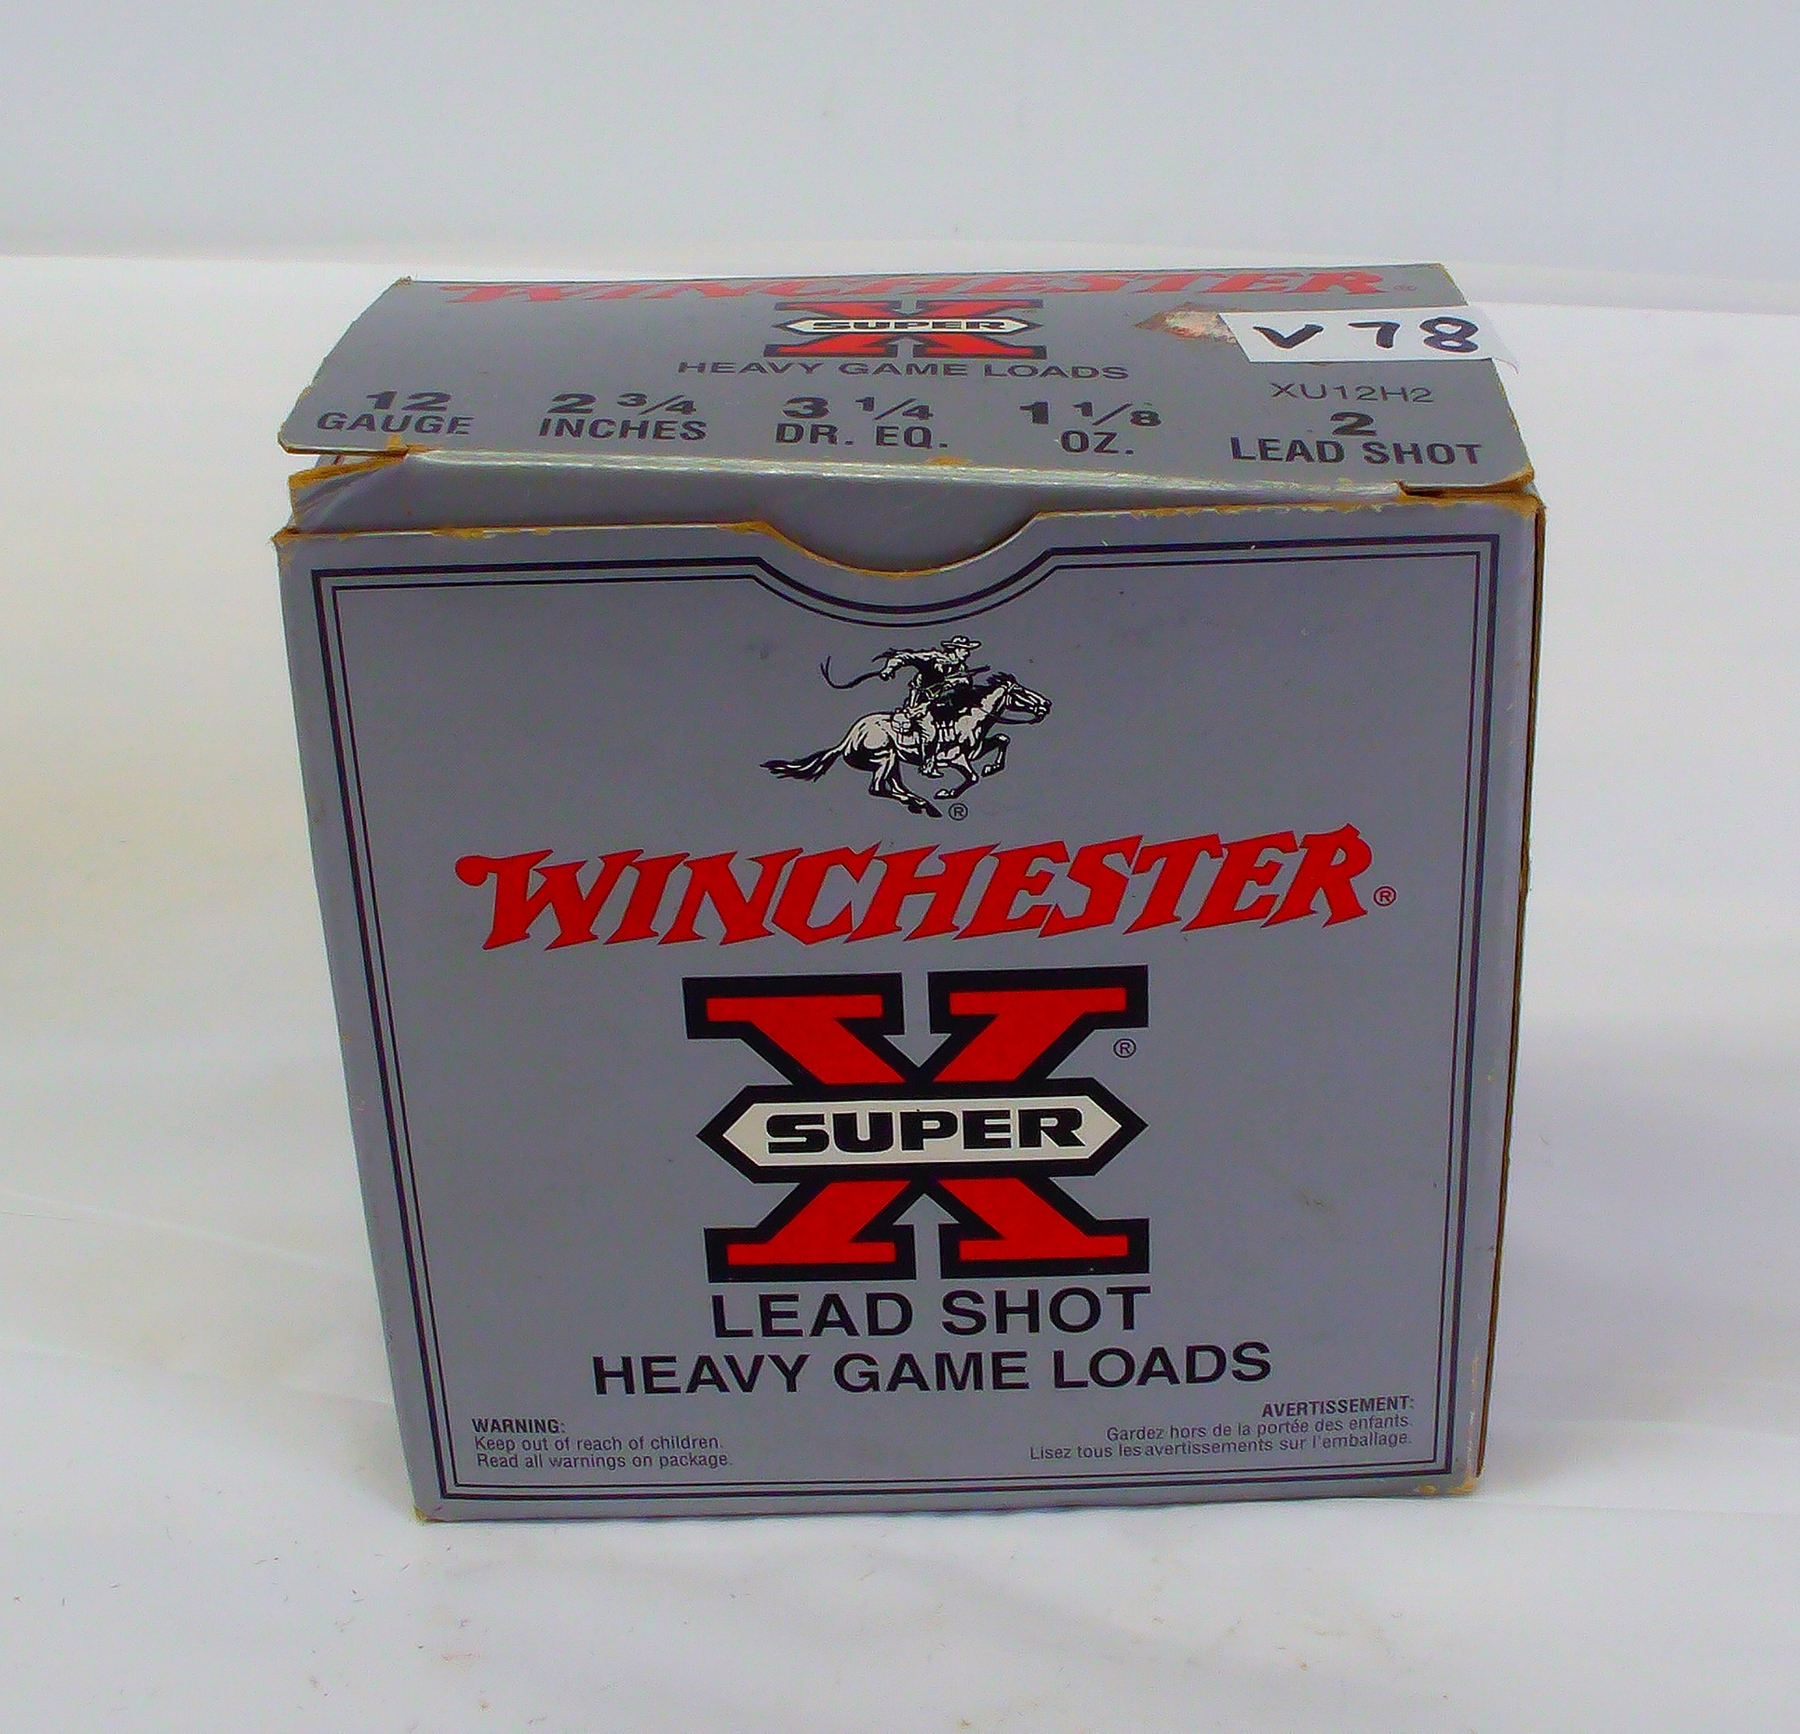 WINCHESTER®
X
SUPER
HEAVY GAME LOADS
V 78
XU12H2
12 2 3/4 3 1/4 1 1/8 2
GAUGE INCHES DR. EQ. OZ. LEAD SHOT
®
WINCHESTER®
X®
SUPER
LEAD SHOT
HEAVY GAME LOADS
WARNING:
Keep out of reach of children.
Read all warnings on package.
AVERTISSEMENT:
Gardez hors de la portée des enfants.
Lisez tous les avertissements sur l'emballage.